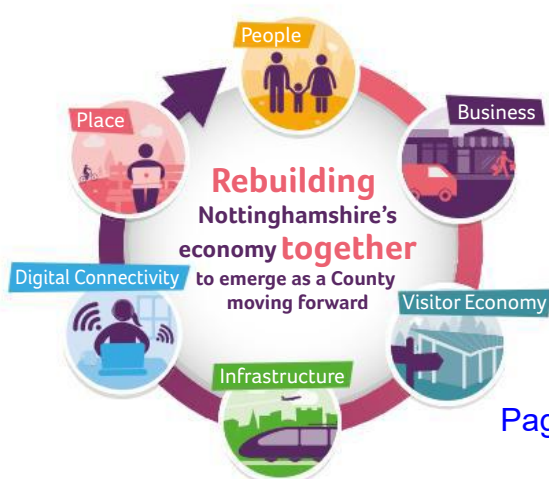 People
Business
Place
Rebuilding
Nottinghamshire's
economy together
to emerge as a County
moving forward
Digital Connectivity
Visitor Economy
Infrastructure
Pag